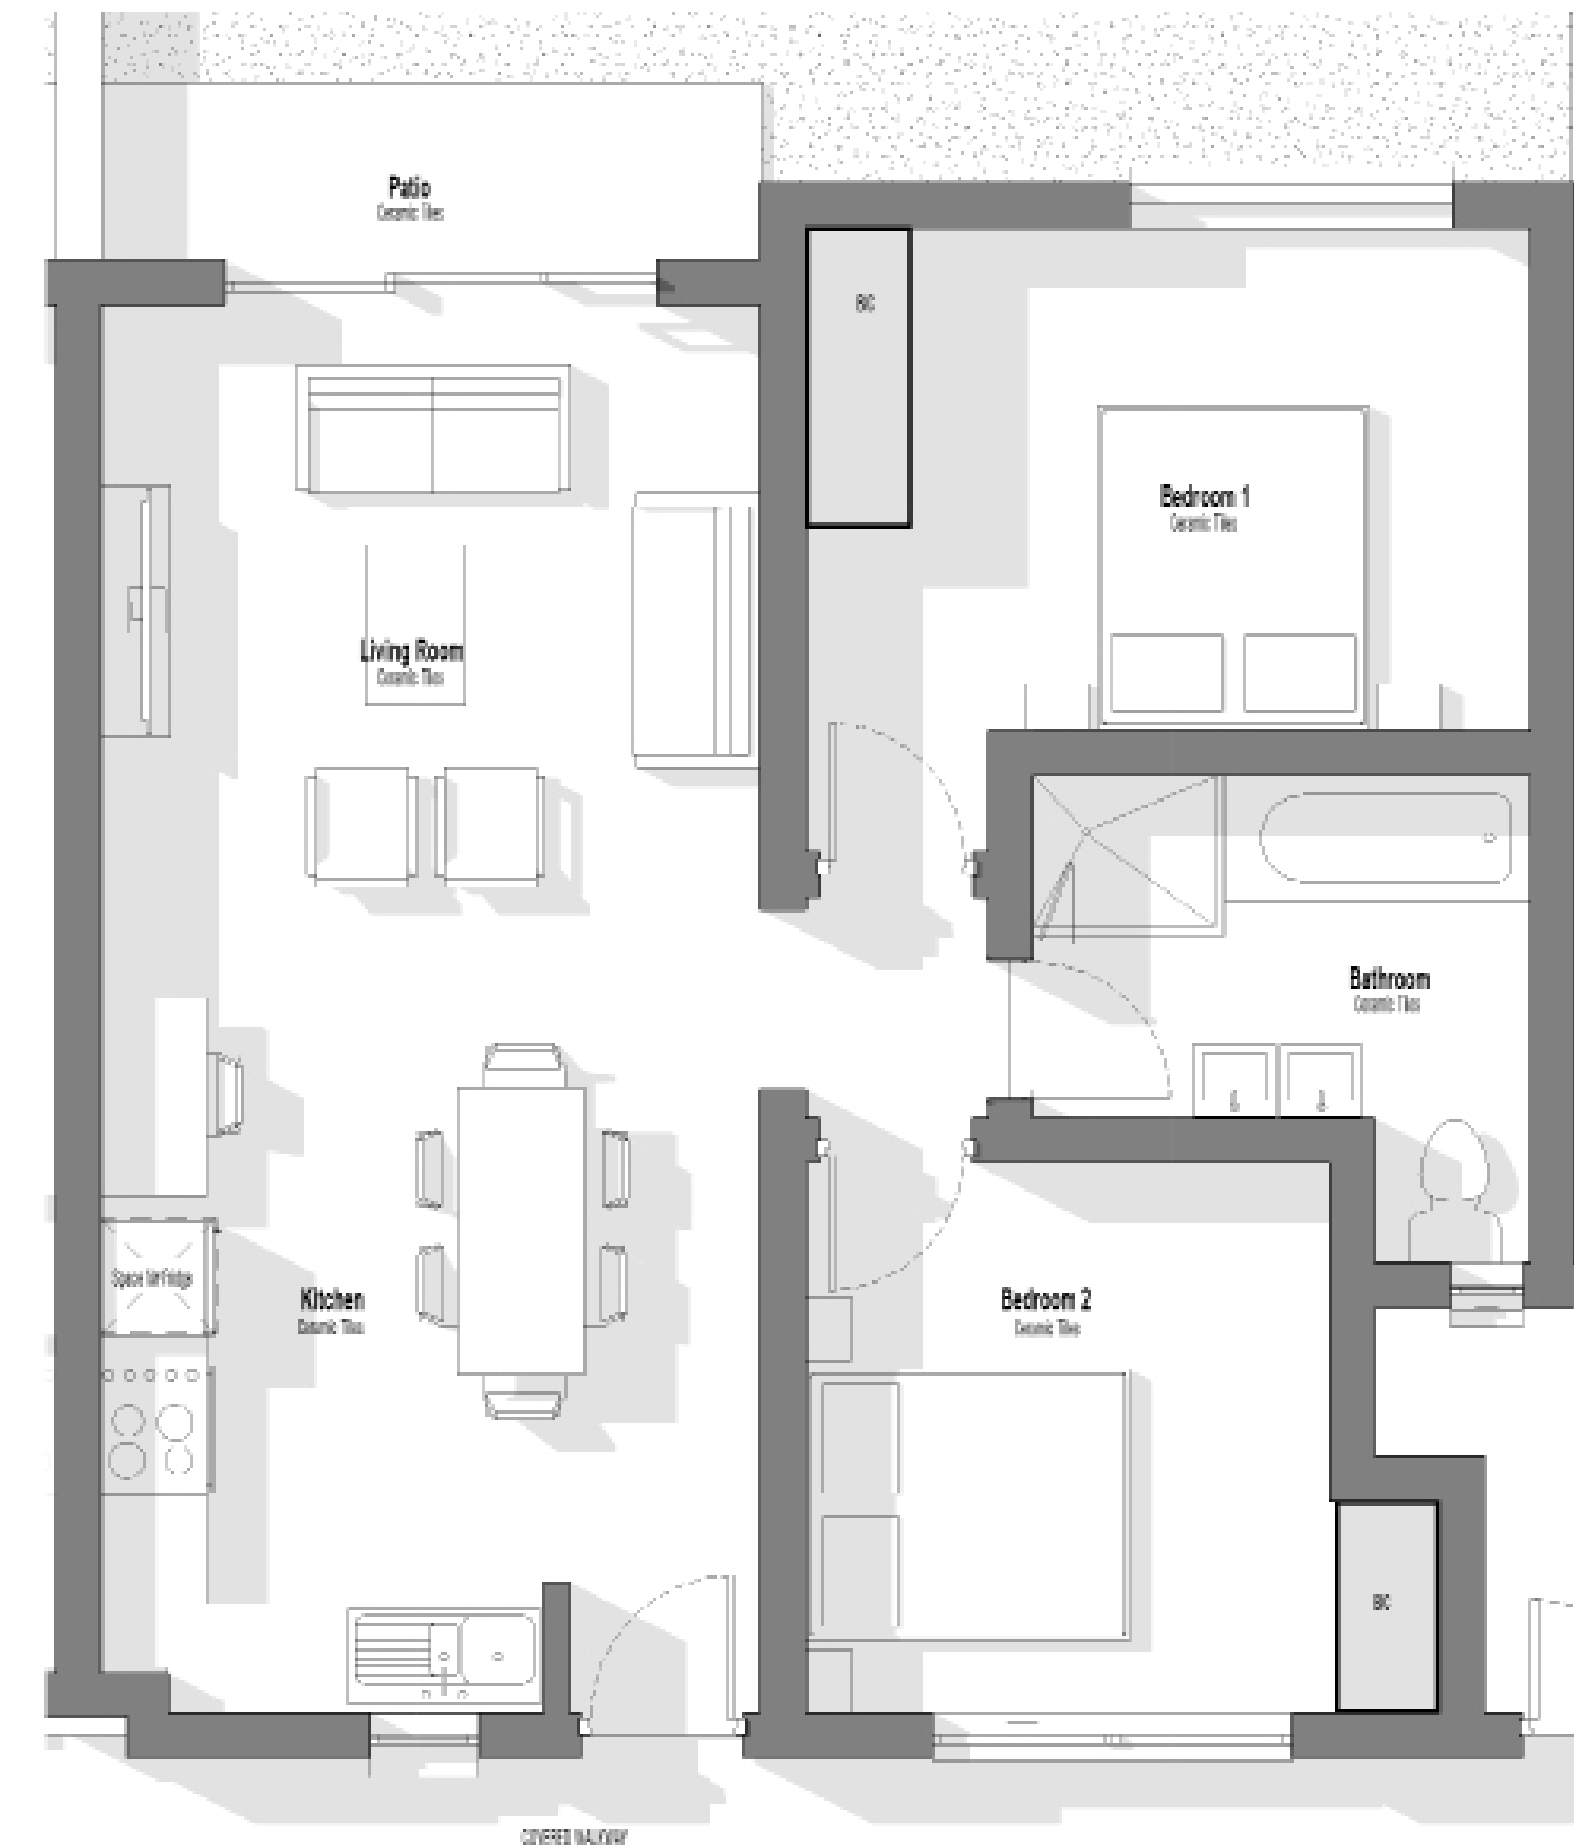 Patio
Ceramic Tiles
BIC
Bedroom 1
Ceramic Tiles
Living Room
Ceramic Tiles
Bathroom
Ceramic Tiles
Space for fridge
Kitchen
Ceramic Tiles
Bedroom 2
Ceramic Tiles
BIC
COVERED WALKWAY